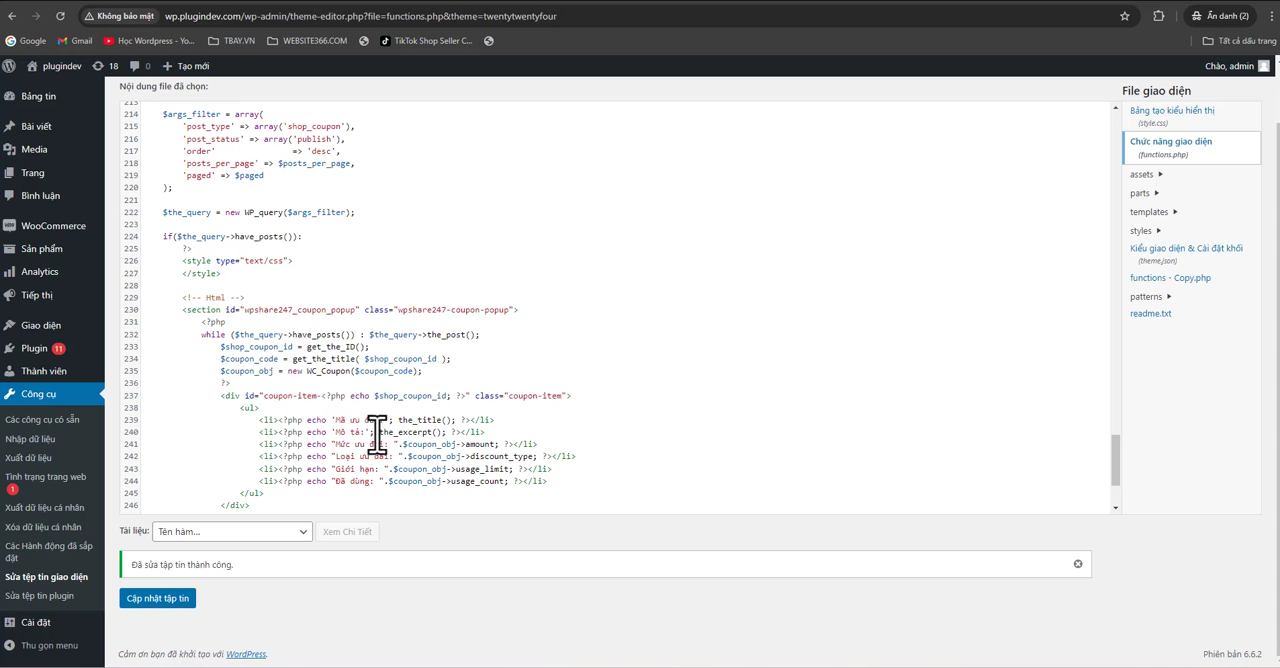 Không bảo mật wp.plugindev.com/wp-admin/theme-editor.php?file=functions.php&theme=twentytwentyfour Ẩn danh (2)
Google Gmail Học Wordpress - Yo... TBAY.VN WEBSITE366.COM TikTok Shop Seller C... Tất cả dấu trang
plugindev 18 0 Tạo mới Chào, admin
Bảng tin
Bài viết
Media
Trang
Bình luận
WooCommerce
Sản phẩm
Analytics
Tiếp thị
Giao diện
Plugin 11
Thành viên
Công cụ
Các công cụ có sẵn
Nhập dữ liệu
Xuất dữ liệu
Tình trạng trang web
1
Xuất dữ liệu cá nhân
Xóa dữ liệu cá nhân
Các Hành động đã sắp
đặt
Sửa tệp tin giao diện
Sửa tệp tin plugin
Cài đặt
Thu gọn menu
Nội dung file đã chọn:
213
214 $args_filter = array(
215 'post_type' => array('shop_coupon'),
216 'post_status' => array('publish'),
217 'order' => 'desc',
218 'posts_per_page' => $posts_per_page,
219 'paged' => $paged
220 );
221
222 $the_query = new WP_query($args_filter);
223
224 if($the_query->have_posts()):
225 ?>
226 <style type="text/css">
227 </style>
228
229 <!-- Html -->
230 <section id="wpshare247_coupon_popup" class="wpshare247-coupon-popup">
231 <?php
232 while ($the_query->have_posts()) : $the_query->the_post();
233 $shop_coupon_id = get_the_ID();
234 $coupon_code = get_the_title( $shop_coupon_id );
235 $coupon_obj = new WC_Coupon($coupon_code);
236 ?>
237 <div id="coupon-item-<?php echo $shop_coupon_id; ?>" class="coupon-item">
238 <ul>
239 <li><?php echo 'Mã ưu '; the_title(); ?></li>
240 <li><?php echo 'Mô tả:'; the_excerpt(); ?></li>
241 <li><?php echo "Mức ưu đãi: ".$coupon_obj->amount; ?></li>
242 <li><?php echo "Loại ưu đãi: ".$coupon_obj->discount_type; ?></li>
243 <li><?php echo "Giới hạn: ".$coupon_obj->usage_limit; ?></li>
244 <li><?php echo "Đã dùng: ".$coupon_obj->usage_count; ?></li>
245 </ul>
246 </div>
Tài liệu: Tên hàm... Xem Chi Tiết
Đã sửa tập tin thành công.
Cập nhật tập tin
Cảm ơn bạn đã khởi tạo với WordPress.
Phiên bản 6.6.2
File giao diện
Bảng tạo kiểu hiển thị
(style.css)
Chức năng giao diện
(functions.php)
assets
parts
templates
styles
Kiểu giao diện & Cài đặt khối
(theme.json)
functions - Copy.php
patterns
readme.txt